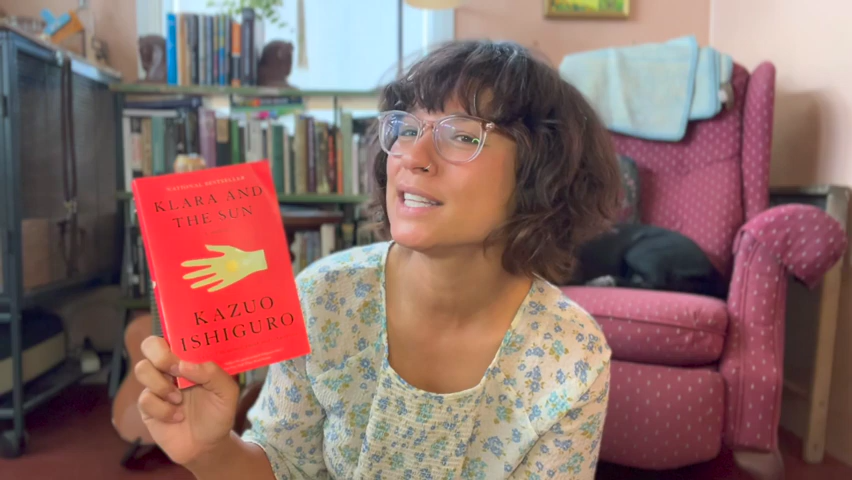 NATIONAL BESTSELLER
KLARA AND
THE SUN
KAZUO
ISHIGURO